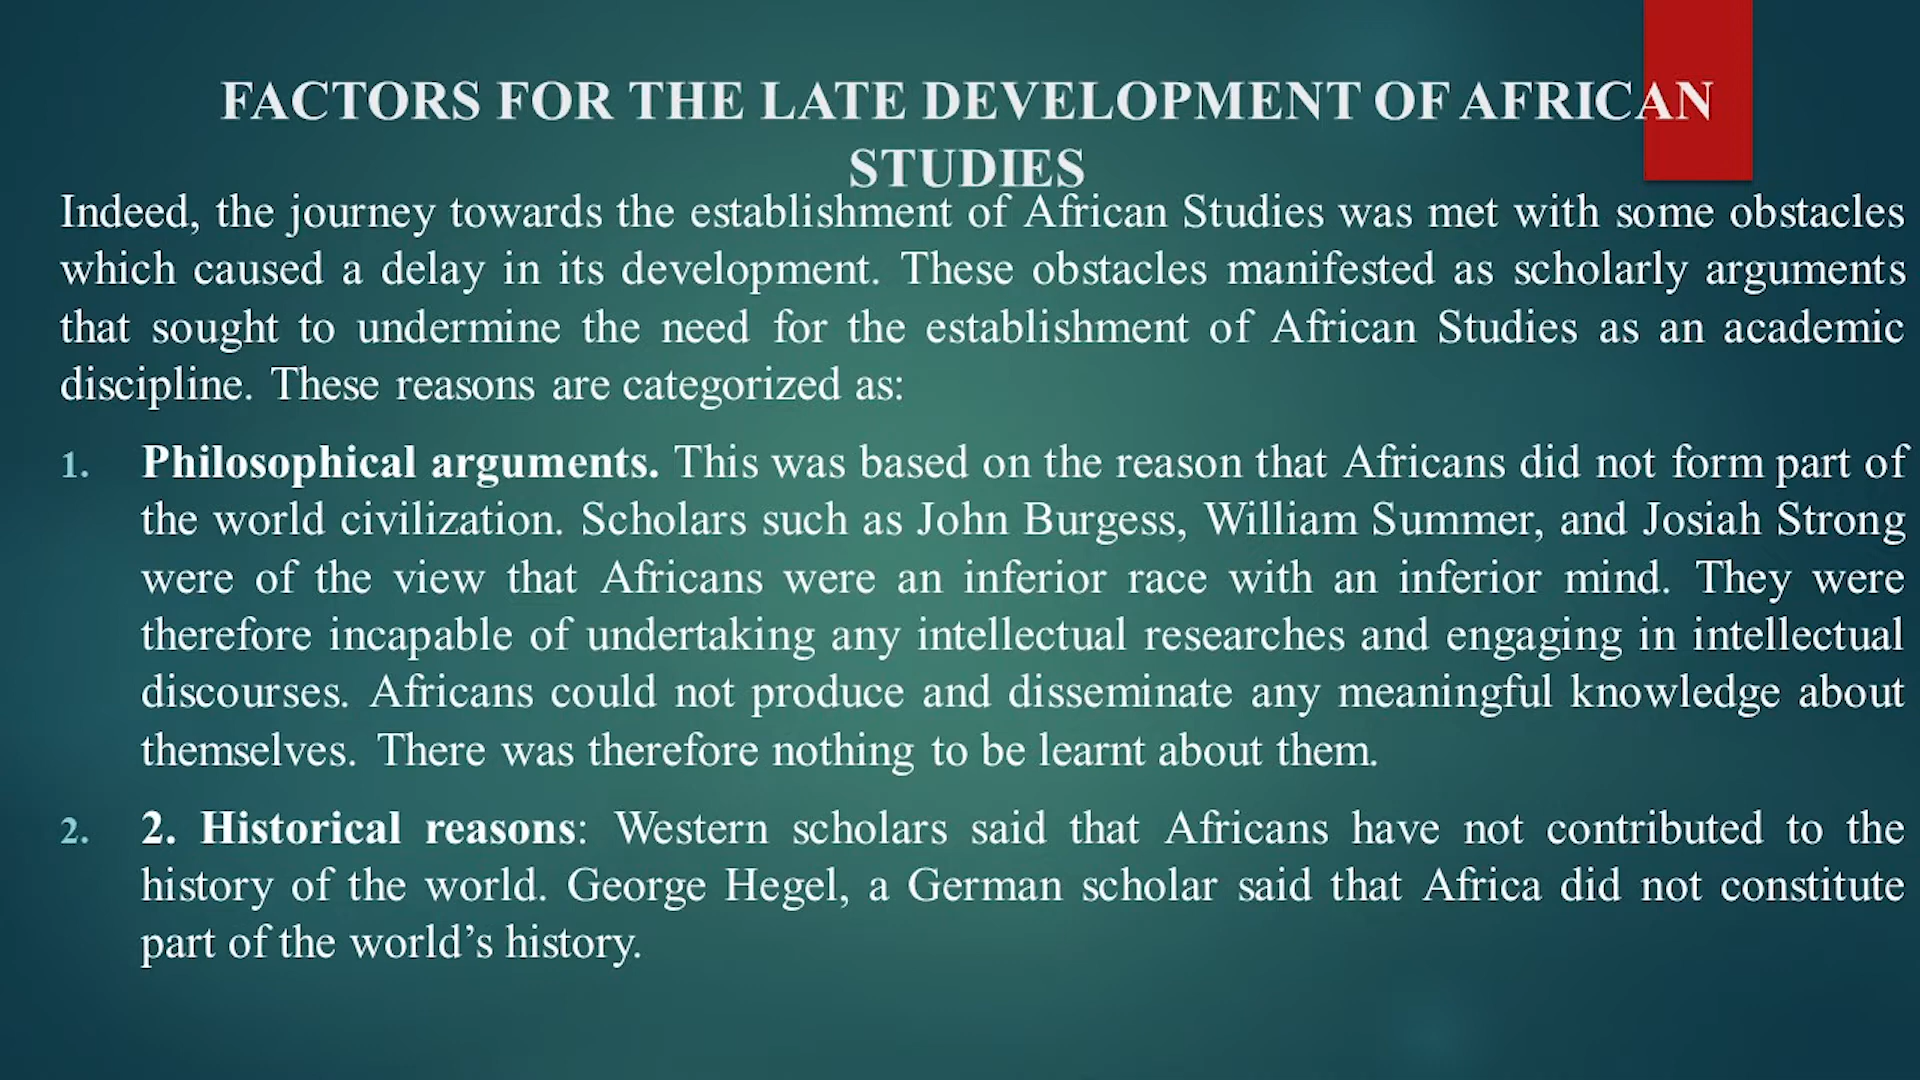 FACTORS FOR THE LATE DEVELOPMENT OF AFRICAN
STUDIES
Indeed, the journey towards the establishment of African Studies was met with some obstacles
which caused a delay in its development. These obstacles manifested as scholarly arguments
that sought to undermine the need for the establishment of African Studies as an academic
discipline. These reasons are categorized as:
1. Philosophical arguments. This was based on the reason that Africans did not form part of
the world civilization. Scholars such as John Burgess, William Summer, and Josiah Strong
were of the view that Africans were an inferior race with an inferior mind. They were
therefore incapable of undertaking any intellectual researches and engaging in intellectual
discourses. Africans could not produce and disseminate any meaningful knowledge about
themselves. There was therefore nothing to be learnt about them.
2. 2. Historical reasons: Western scholars said that Africans have not contributed to the
history of the world. George Hegel, a German scholar said that Africa did not constitute
part of the world’s history.